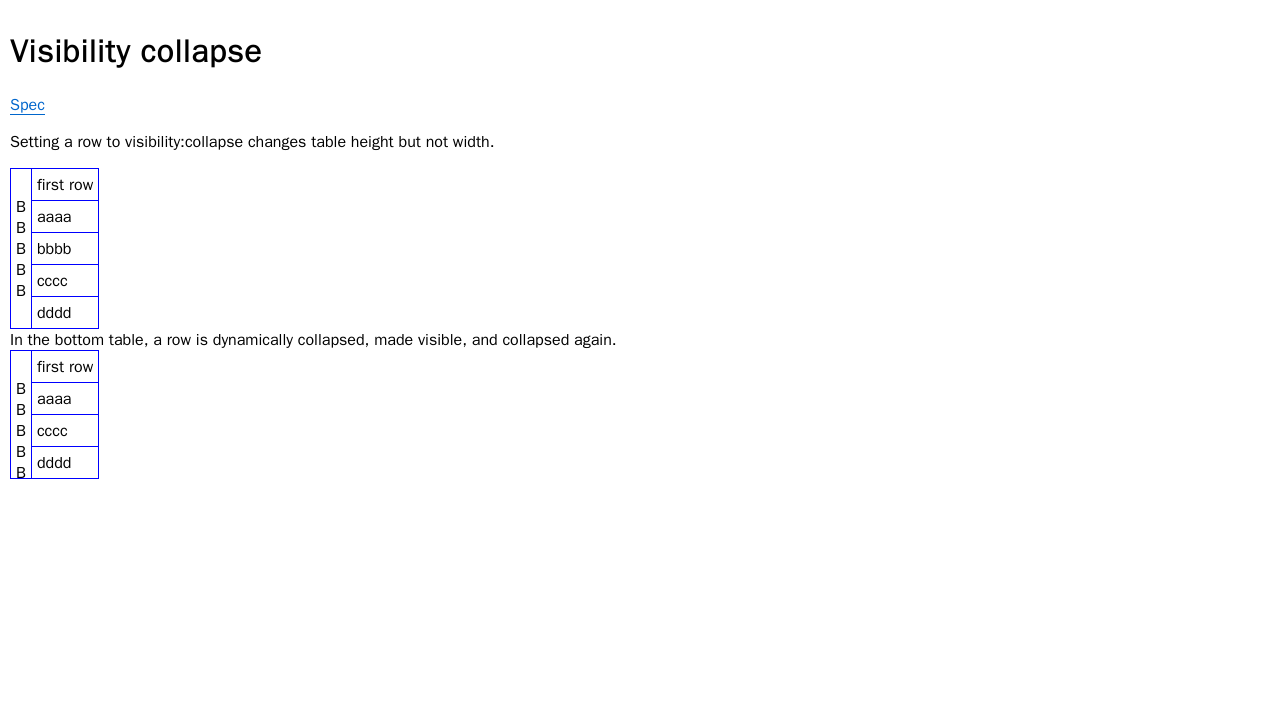 Visibility collapse
Spec
Setting a row to visibility:collapse changes table height but not width.
first row
B
aaaa
B
B bbbb
B
cccc
B
dddd
In the bottom table, a row is dynamically collapsed, made visible, and collapsed again.
first row
B
aaaa
B
B cccc
B
dddd
B